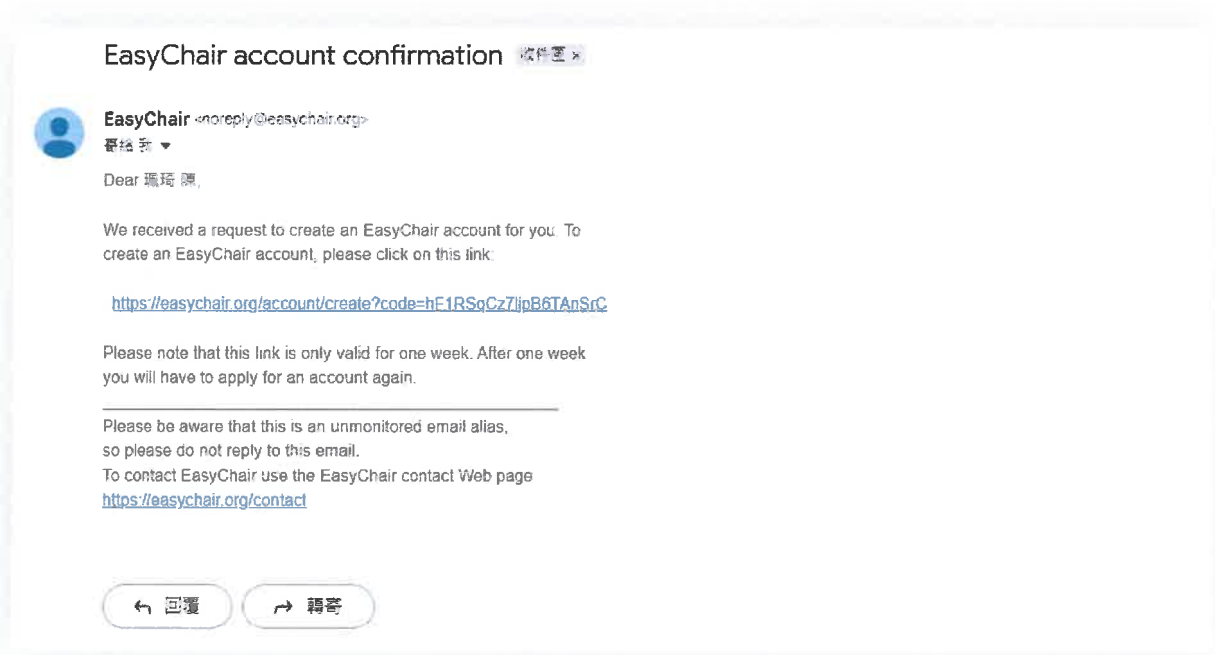 EasyChair account confirmation 收件匣 ×
EasyChair <noreply@easychair.org>
寄給 我
Dear 珮琦 陳,
We received a request to create an EasyChair account for you. To
create an EasyChair account, please click on this link:
https://easychair.org/account/create?code=
Please note that this link is only valid for one week. After one week
you will have to apply for an account again.
Please be aware that this is an unmonitored email alias,
so please do not reply to this email.
To contact EasyChair use the EasyChair contact Web page
https://easychair.org/contact
回覆 轉寄